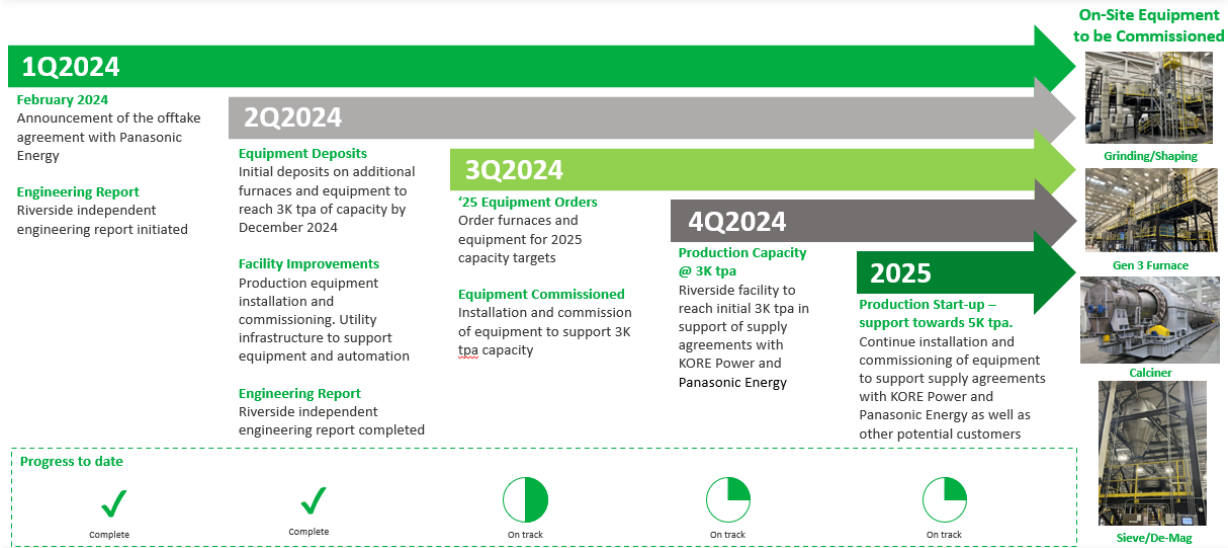 On-Site Equipment
to be Commissioned
1Q2024
February 2024
Announcement of the offtake
agreement with Panasonic
Energy
Engineering Report
Riverside independent
engineering report initiated
2Q2024
Equipment Deposits
Initial deposits on additional
furnaces and equipment to
reach 3K tpa of capacity by
December 2024
Facility Improvements
Production equipment
installation and
commissioning. Utility
infrastructure to support
equipment and automation
Engineering Report
Riverside independent
engineering report completed
3Q2024
‘25 Equipment Orders
Order furnaces and
equipment for 2025
capacity targets
Equipment Commissioned
Installation and commission
of equipment to support 3K
tpa capacity
4Q2024
Production Capacity
@ 3K tpa
Riverside facility to
reach initial 3K tpa in
support of supply
agreements with
KORE Power and
Panasonic Energy
2025
Production Start-up –
support towards 5K tpa.
Continue installation and
commissioning of equipment
to support supply agreements
with KORE Power and
Panasonic Energy as well as
other potential customers
Grinding/Shaping
Gen 3 Furnace
Calciner
Sieve/De-Mag
Progress to date
Complete
Complete
On track
On track
On track